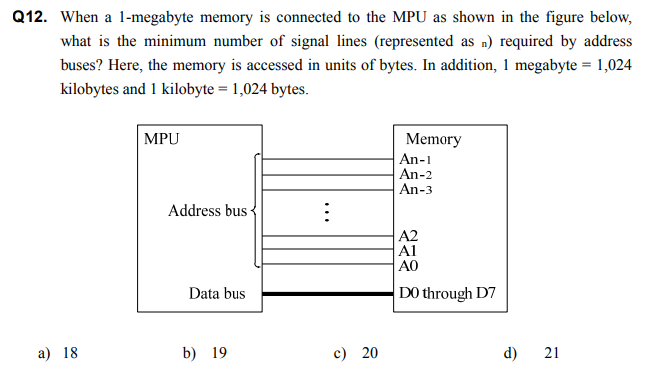 Q12. When a 1-megabyte memory is connected to the MPU as shown in the figure below,
what is the minimum number of signal lines (represented as n) required by address
buses? Here, the memory is accessed in units of bytes. In addition, 1 megabyte = 1,024
kilobytes and 1 kilobyte = 1,024 bytes.
MPU
Memory
An-1
An-2
An-3
Address bus
A2
A1
A0
Data bus
D0 through D7
a) 18 b) 19 c) 20 d) 21